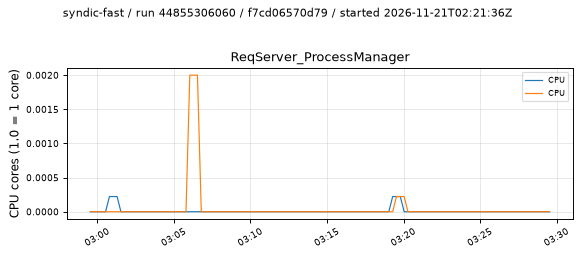 syndic-fast / run 44855306060 / f7cd06570d79 / started 2026-11-21T02:21:36Z
ReqServer_ProcessManager
CPU cores (1.0 = 1 core)
0.0020
0.0015
0.0010
0.0005
0.0000
CPU
CPU
03:00
03:05
03:10
03:15
03:20
03:25
03:30